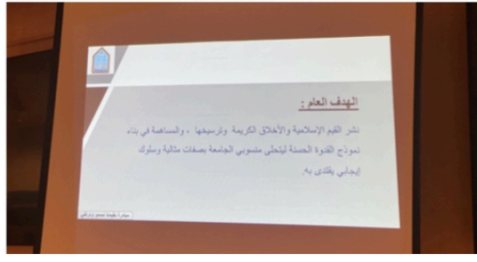 الهدف العام:
نشر القيم الإسلامية والأخلاق الكريمة وترسيخها ، والمساهمة في بناء
نموذج القدوة الحسنة ليتحلى منسوبي الجامعة بصفات مثالية وسلوك
إيجابي يقتدى به.